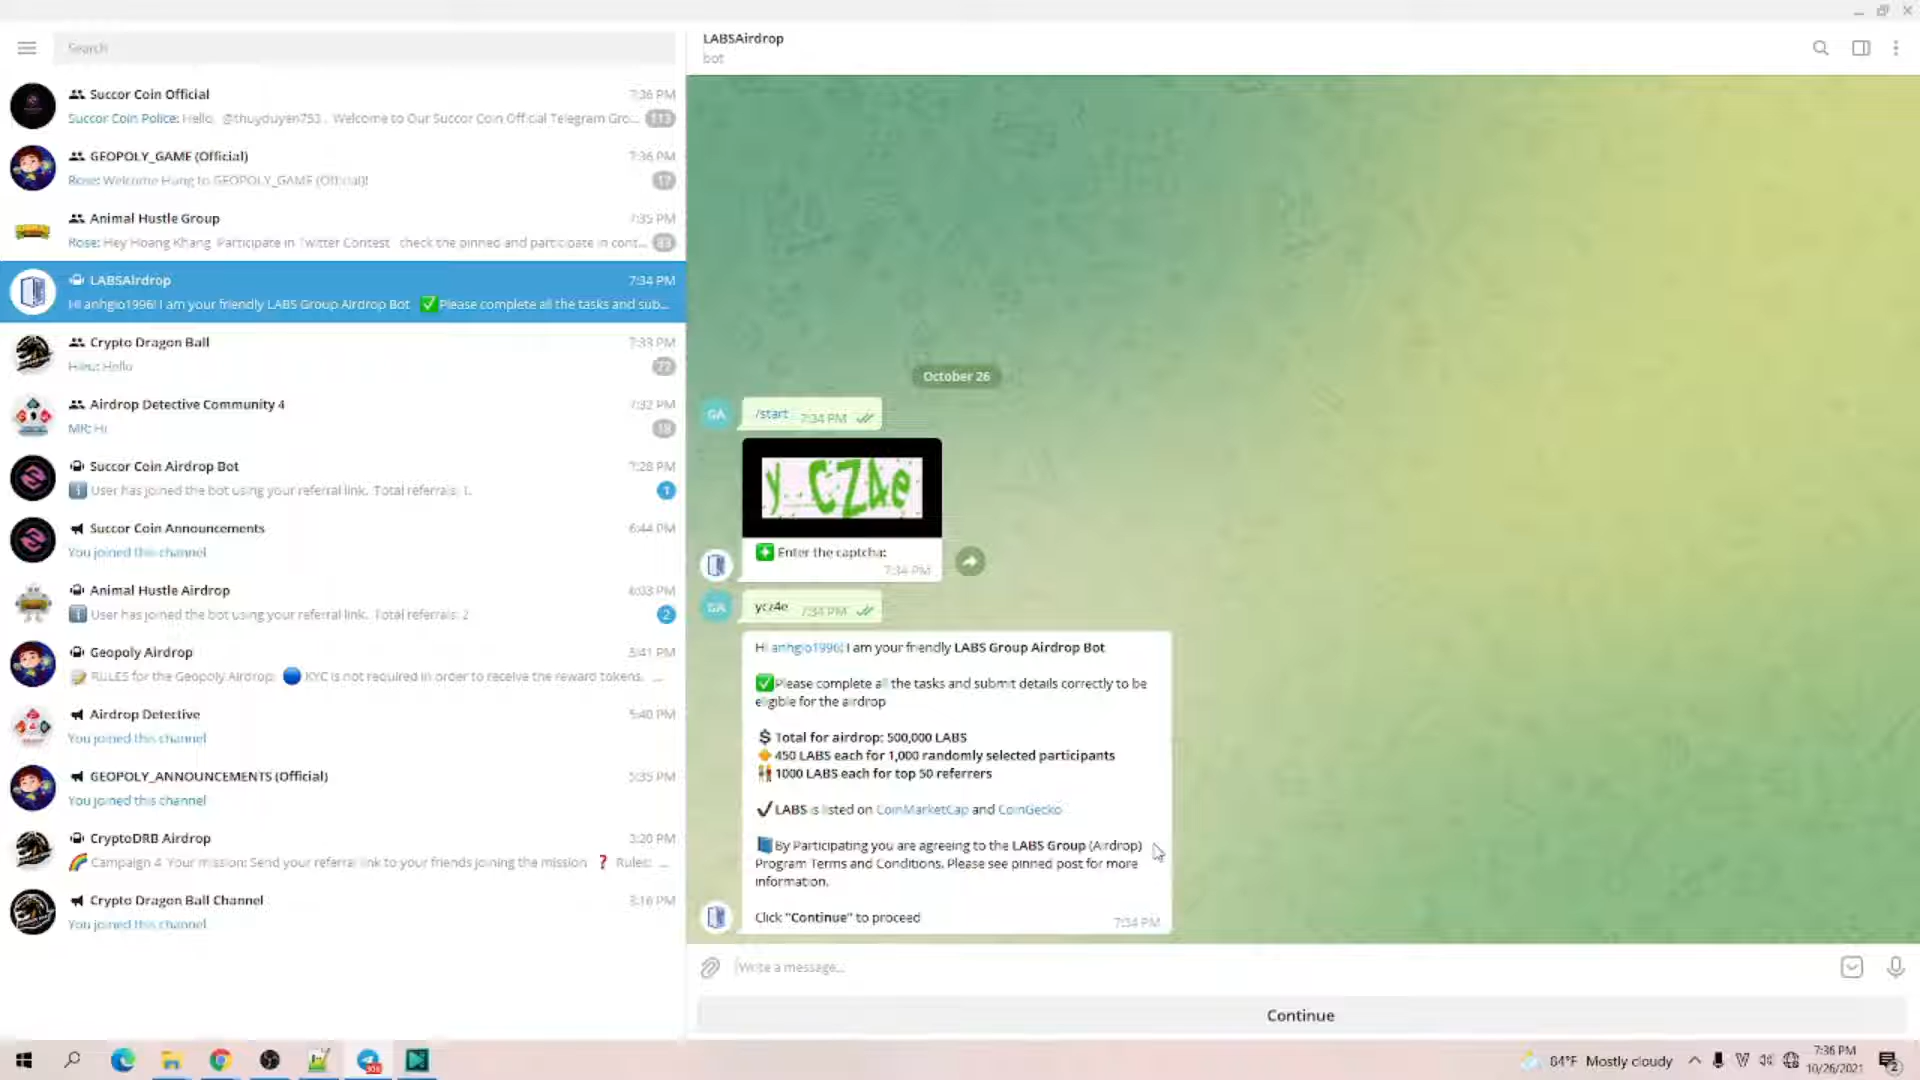 Search
Succor Coin Official 7:36 PM
Succor Coin Police: Hello, @thuyduyen753 , Welcome to Our Succor Coin Official Telegram Gro... 113
GEOPOLY_GAME (Official) 7:36 PM
Rose: Welcome Hung to GEOPOLY_GAME (Official)! 17
Animal Hustle Group 7:35 PM
Rose: Hey Hoang Khang Participate in Twitter Contest check the pinned and participate in cont... 83
LABSAirdrop 7:34 PM
Hi anhgio1996! I am your friendly LABS Group Airdrop Bot ✅Please complete all the tasks and sub...
Crypto Dragon Ball 7:33 PM
Hieu: Hello 22
Airdrop Detective Community 4 7:32 PM
MR: Hi 18
Succor Coin Airdrop Bot 7:28 PM
User has joined the bot using your referral link. Total referrals: 1. 1
Succor Coin Announcements 6:44 PM
You joined this channel
Animal Hustle Airdrop 6:03 PM
User has joined the bot using your referral link. Total referrals: 2 2
Geopoly Airdrop 5:41 PM
RULES for the Geopoly Airdrop: KYC is not required in order to receive the reward tokens. ...
Airdrop Detective 5:40 PM
You joined this channel
GEOPOLY_ANNOUNCEMENTS (Official) 5:35 PM
You joined this channel
CryptoDRB Airdrop 3:20 PM
Campaign 4 Your mission: Send your referral link to your friends joining the mission ❓ Rules: ...
Crypto Dragon Ball Channel 3:16 PM
You joined this channel
LABSAirdrop
bot
October 26
GA
/start 7:34 PM
y CZ4e
Enter the captcha:
7:34 PM
GA
ycz4e 7:34 PM
Hi anhgio1996! I am your friendly LABS Group Airdrop Bot
✅Please complete all the tasks and submit details correctly to be
eligible for the airdrop
💲Total for airdrop: 500,000 LABS
🔸450 LABS each for 1,000 randomly selected participants
👫1000 LABS each for top 50 referrers
✔LABS is listed on CoinMarketCap and CoinGecko
📘By Participating you are agreeing to the LABS Group (Airdrop)
Program Terms and Conditions. Please see pinned post for more
information.
Click "Continue" to proceed
7:34 PM
Write a message...
Continue
84°F Mostly cloudy
7:36 PM
10/26/2021
2